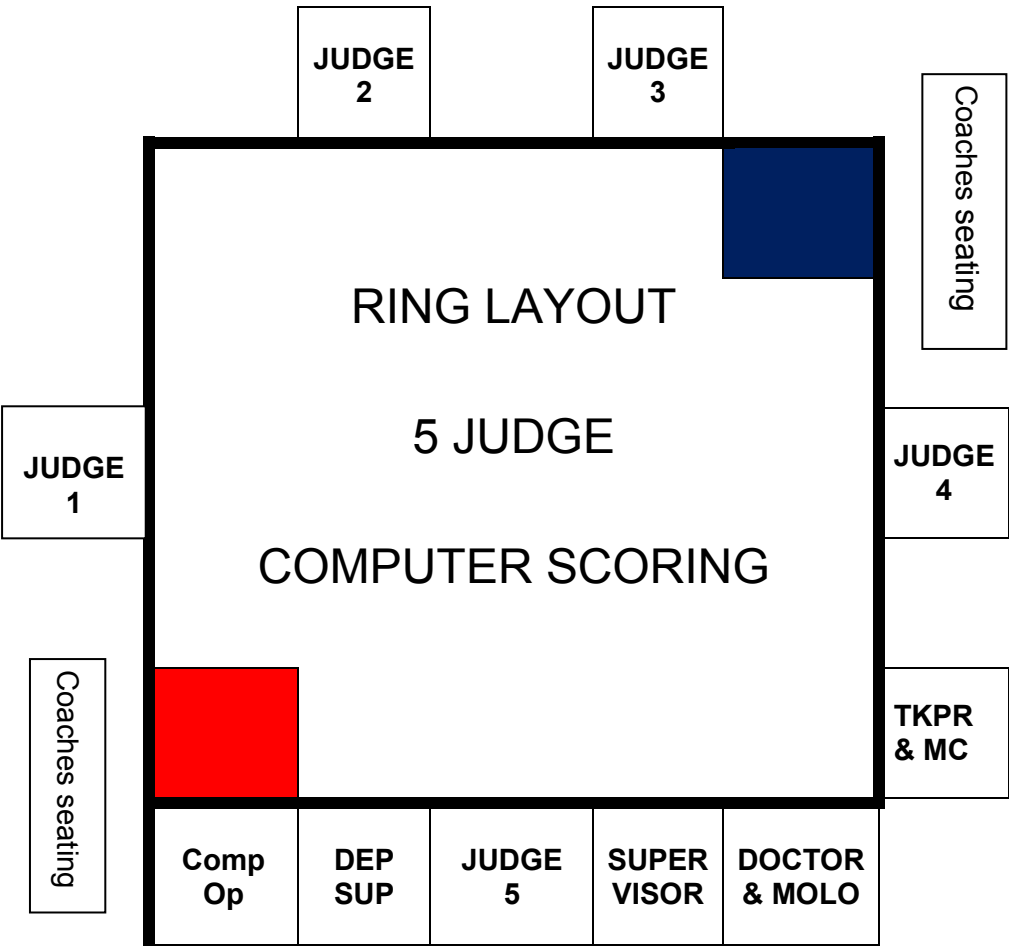 JUDGE
2
JUDGE
3
Coaches seating
RING LAYOUT
5 JUDGE
COMPUTER SCORING
JUDGE
1
JUDGE
4
Coaches seating
TKPR
& MC
Comp
Op
DEP
SUP
JUDGE
5
SUPER
VISOR
DOCTOR
& MOLO